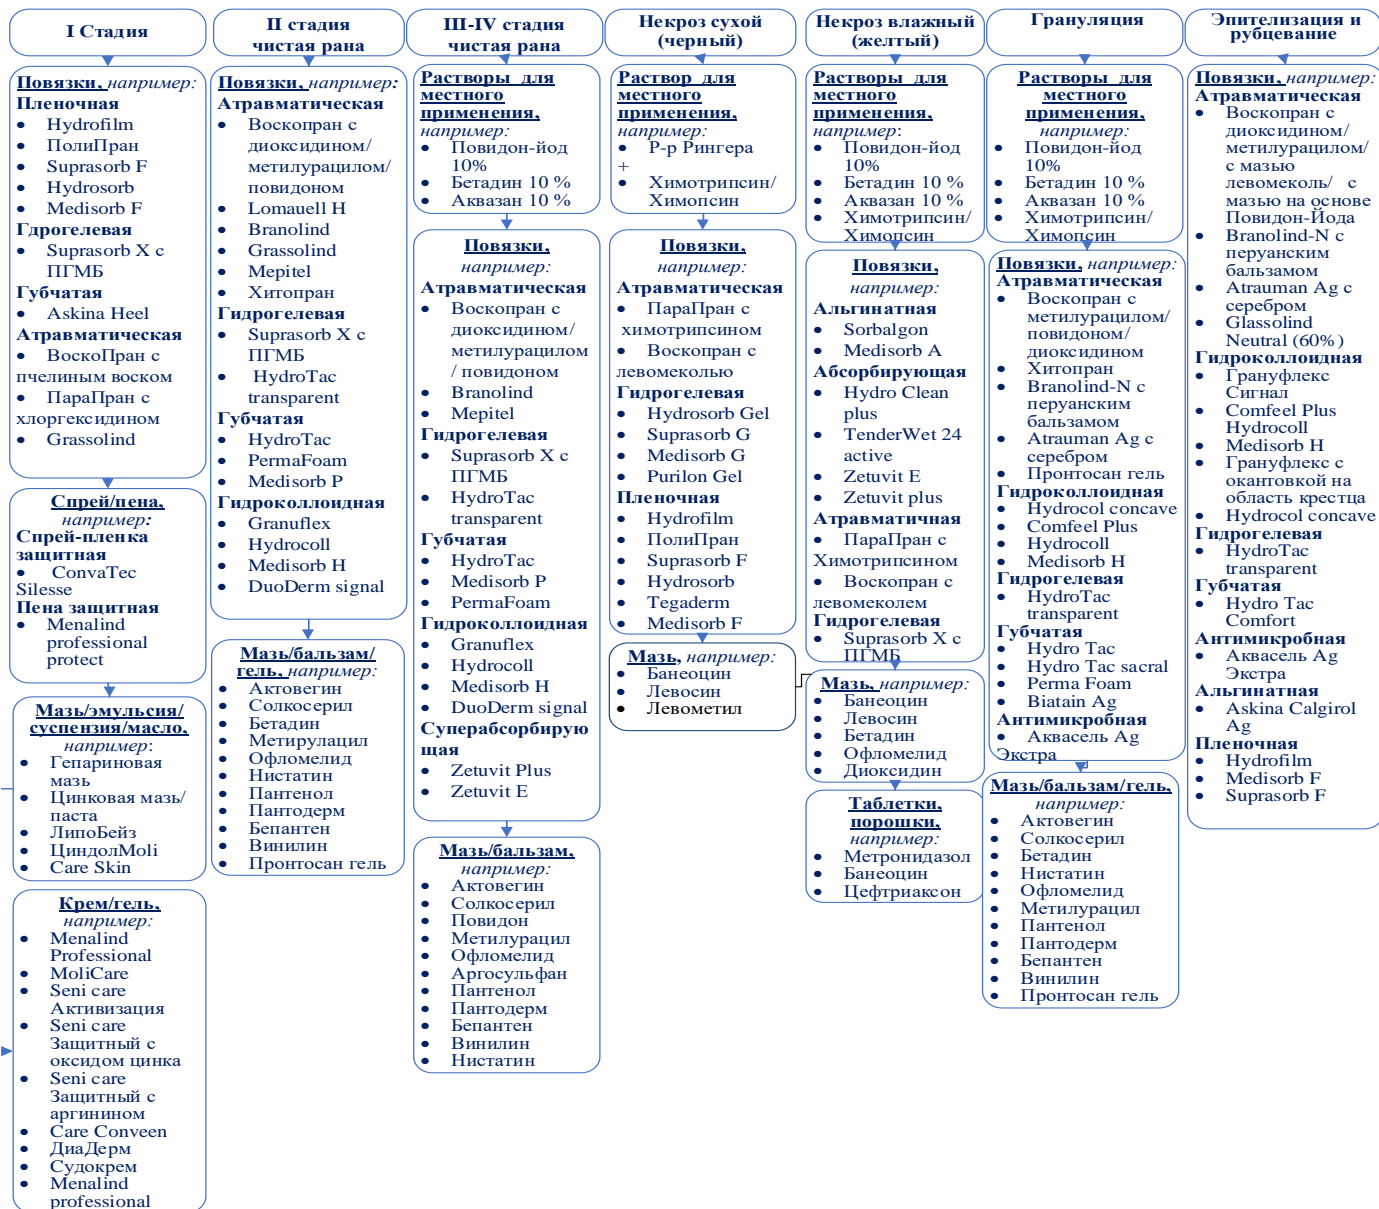 I Стадия
Повязки, например:
Пленочная
• Hydrofilm
• ПолиПран
• Suprasorb F
• Hydrosorb
• Medisorb F
Гдрогелевая
• Suprasorb X с
ПГМБ
Губчатая
• Askina Heel
Атравматическая
• ВоскоПран с
пчелиным воском
• ПараПран с
хлоргексидином
• Grassolind
Спрей/пена,
например:
Спрей-пленка
защитная
• ConvaTec
Silesse
Пена защитная
• Menalind
professional
protect
Мазь/эмульсия/
суспензия/масло,
например:
• Гепариновая
мазь
• Цинковая мазь/
паста
• ЛипоБейз
• ЦиндолMoli
• Care Skin
Крем/гель,
например:
• Menalind
Professional
• MoliCare
• Seni care
Активизация
• Seni care
Защитный с
оксидом цинка
• Seni care
Защитный с
аргинином
• Care Conveen
• ДиаДерм
• Судокрем
• Menalind
professional
II стадия
чистая рана
Повязки, например:
Атравматическая
• Воскопран с
диоксидином/
метилурацилом/
повидоном
• Lomauell H
• Branolind
• Grassolind
• Mepitel
• Хитопран
Гидрогелевая
• Suprasorb X с
ПГМБ
• HydroTac
transparent
Губчатая
• HydroTac
• PermaFoam
• Medisorb P
Гидроколлоидная
• Granuflex
• Hydrocoll
• Medisorb H
• DuoDerm signal
Мазь/бальзам/
гель, например:
• Актовегин
• Солкосерил
• Бетадин
• Метирулацил
• Офломелид
• Нистатин
• Пантенол
• Пантодерм
• Бепантен
• Винилин
• Пронтосан гель
III-IV стадия
чистая рана
Растворы для
местного
применения,
например:
• Повидон-йод
10%
• Бетадин 10 %
• Аквазан 10 %
Повязки,
например:
Атравматическая
• Воскопран с
диоксидином/
метилурацилом
/ повидоном
• Branolind
• Mepitel
Гидрогелевая
• Suprasorb X с
ПГМБ
• HydroTac
transparent
Губчатая
• HydroTac
• Medisorb P
• PermaFoam
Гидроколлоидная
• Granuflex
• Hydrocoll
• Medisorb H
• DuoDerm signal
Суперабсорбирую
щая
• Zetuvit Plus
• Zetuvit E
Мазь/бальзам,
например:
• Актовегин
• Солкосерил
• Повидон
• Метилурацил
• Офломелид
• Аргосульфан
• Пантенол
• Пантодерм
• Бепантен
• Винилин
• Нистатин
Некроз сухой
(черный)
Раствор для
местного
применения,
например:
• Р-р Рингера
+
• Химотрипсин/
Химопсин
Повязки,
например:
Атравматическая
• ПараПран с
химотрипсином
• Воскопран с
левомеколью
Гидрогелевая
• Hydrosorb Gel
• Suprasorb G
• Medisorb G
• Purilon Gel
Пленочная
• Hydrofilm
• ПолиПран
• Suprasorb F
• Hydrosorb
• Tegaderm
• Medisorb F
Мазь, например:
• Банеоцин
• Левосин
• Левометил
Некроз влажный
(желтый)
Растворы для
местного
применения,
например:
• Повидон-йод
10%
• Бетадин 10 %
• Аквазан 10 %
• Химотрипсин/
Химопсин
Повязки,
например:
Альгинатная
• Sorbalgon
• Medisorb A
Абсорбирующая
• Hydro Clean
plus
• TenderWet 24
active
• Zetuvit E
• Zetuvit plus
Атравматичная
• ПараПран с
Химотрипсином
• Воскопран с
левомеколем
Гидрогелевая
• Suprasorb X с
ПГМБ
Мазь, например:
• Банеоцин
• Левосин
• Бетадин
• Офломелид
• Диоксидин
Таблетки,
порошки,
например:
• Метронидазол
• Банеоцин
• Цефтриаксон
Грануляция
Растворы для
местного
применения,
например:
• Повидон-йод
10%
• Бетадин 10 %
• Аквазан 10 %
• Химотрипсин/
Химопсин
Повязки, например:
Атравматическая
• Воскопран с
метилурацилом/
повидоном/
диоксидином
• Хитопран
• Branolind-N с
перуанским
бальзамом
• Atrauman Ag с
серебром
• Пронтосан гель
Гидроколлоидная
• Hydrocol concave
• Comfeel Plus
• Hydrocoll
• Medisorb H
Гидрогелевая
• HydroTac
transparent
Губчатая
• Hydro Tac
• Hydro Tac sacral
• Perma Foam
• Biatain Ag
Антимикробная
• Аквасель Ag
Экстра
Мазь/бальзам/гель,
например:
• Актовегин
• Солкосерил
• Бетадин
• Нистатин
• Офломелид
• Метилурацил
• Пантенол
• Пантодерм
• Бепантен
• Винилин
• Пронтосан гель
Эпителизация и
рубцевание
Повязки, например:
Атравматическая
• Воскопран с
диоксидином/
метилурацилом/
с мазью
левомеколь/ с
мазью на основе
Повидон-Йода
• Branolind-N с
перуанским
бальзамом
• Atrauman Ag с
серебром
• Glassolind
Neutral (60%)
Гидроколлоидная
• Грануфлекс
Сигнал
• Comfeel Plus
Hydrocoll
• Medisorb H
• Грануфлекс с
окантовкой на
область крестца
• Hydrocol concave
Гидрогелевая
• HydroTac
transparent
Губчатая
• Hydro Tac
Comfort
Антимикробная
• Аквасель Ag
Экстра
Альгинатная
• Askina Calgirol
Ag
Пленочная
• Hydrofilm
• Medisorb F
• Suprasorb F